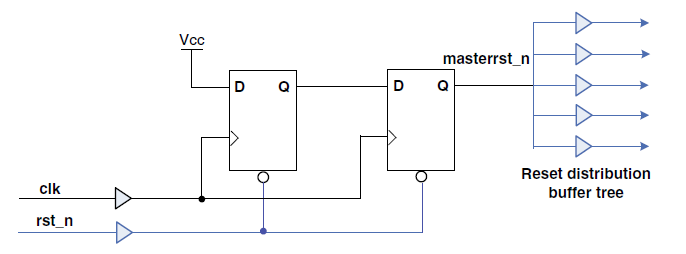 Vcc
masterrst_n
D Q
D Q
clk
rst_n
Reset distribution
buffer tree